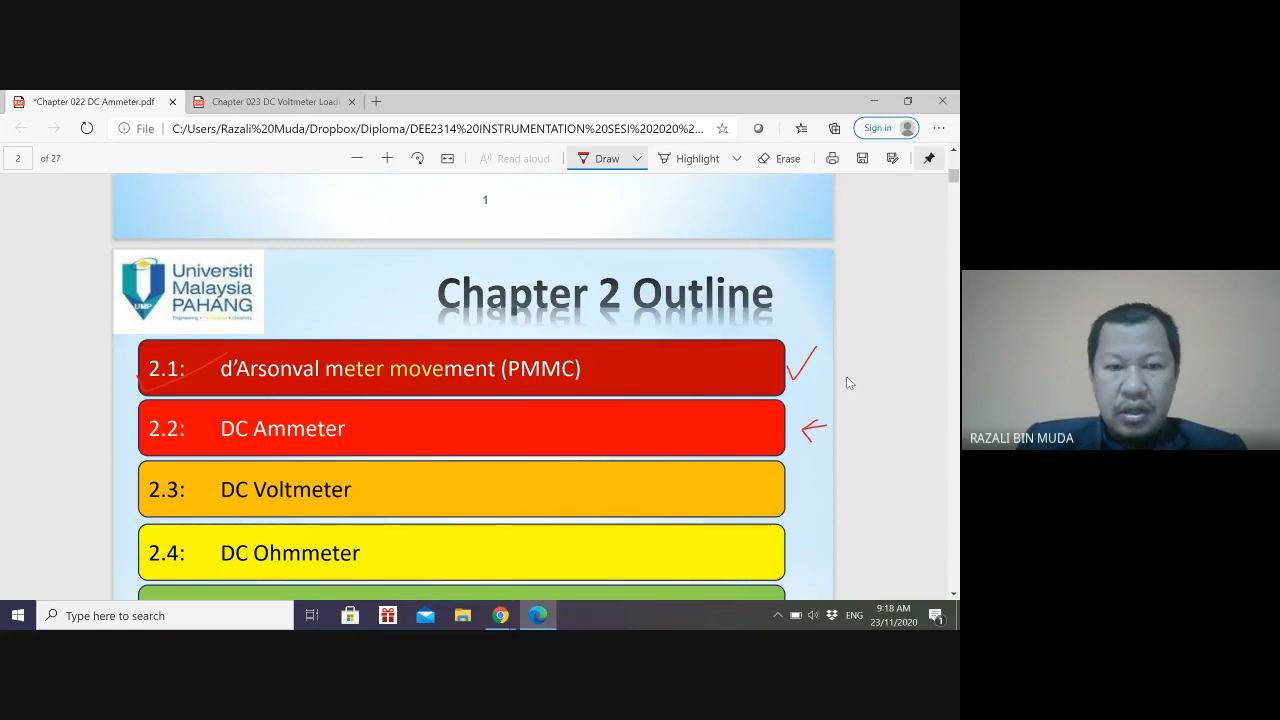 *Chapter 022 DC Ammeter.pdf
Chapter 023 DC Voltmeter Loadi
File
C:/Users/Razali%20Muda/Dropbox/Diploma/DEE2314%20INSTRUMENTATION%20SESI%202020%2...
Sign in
2 of 27
Read aloud
Draw
Highlight
Erase
1
Universiti
Malaysia
PAHANG
UMP
Chapter 2 Outline
2.1: d'Arsonval meter movement (PMMC)
2.2: DC Ammeter
2.3: DC Voltmeter
2.4: DC Ohmmeter
RAZALI BIN MUDA
Type here to search
ENG
9:18 AM
23/11/2020
1